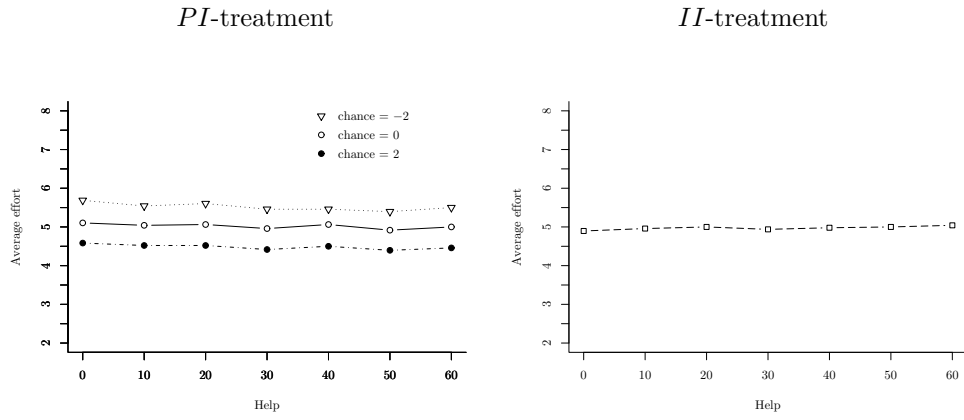 PI-treatment
II-treatment
Average effort
8
7
6
5
4
3
2
chance = −2
chance = 0
chance = 2
0 10 20 30 40 50 60
Help
Average effort
8
7
6
5
4
3
2
0 10 20 30 40 50 60
Help